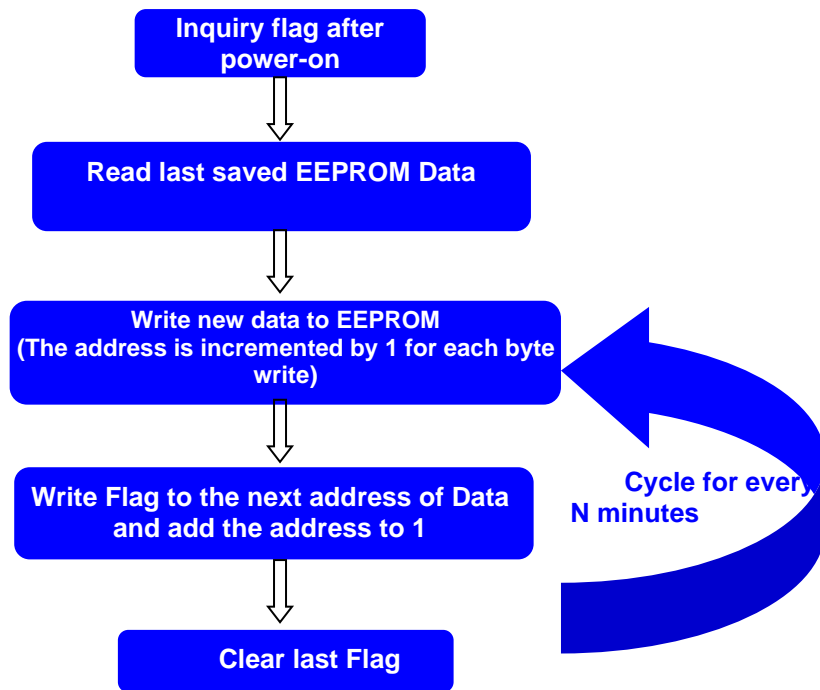 Inquiry flag after
power-on
Read last saved EEPROM Data
Write new data to EEPROM
(The address is incremented by 1 for each byte
write)
Write Flag to the next address of Data
and add the address to 1
Cycle for every
N minutes
Clear last Flag